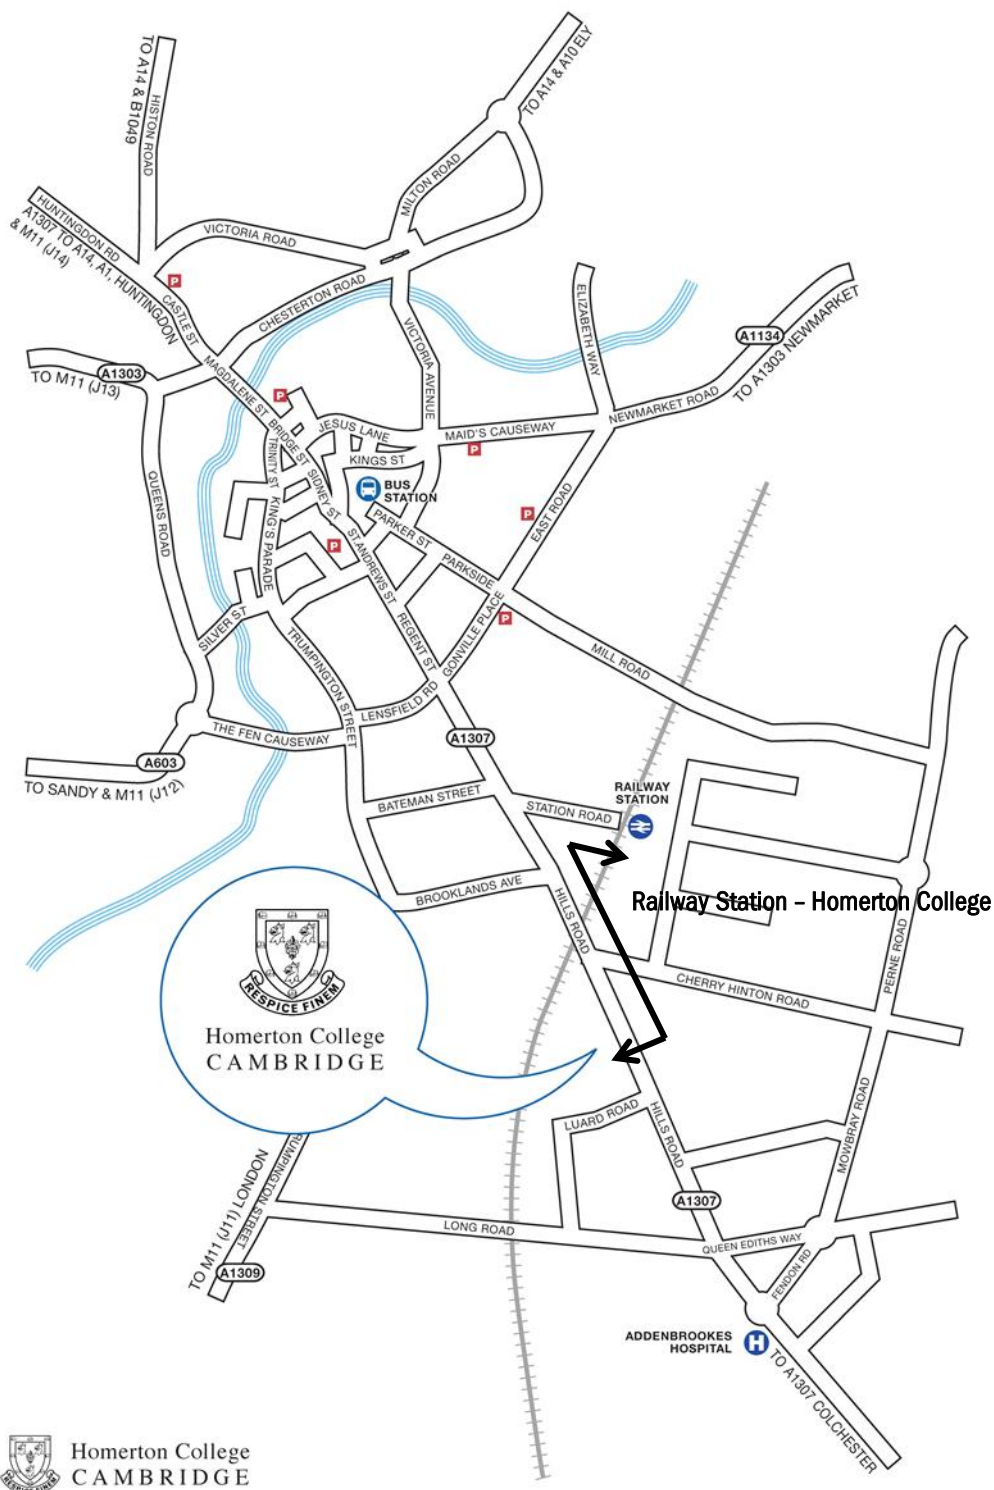 TO A14 & A10 ELY
TO A14 & B1049
HISTON ROAD
MILTON ROAD
HUNTINGDON RD
A1307 TO A14, A1, HUNTINGDON
& M11 (J14)
VICTORIA ROAD
P
CASTLE ST
CHESTERTON ROAD
ELIZABETH WAY
VICTORIA AVENUE
A1134
TO A1303 NEWMARKET
A1303
TO M11 (J13)
MAGDALENE ST
P
NEWMARKET ROAD
BRIDGE ST
JESUS LANE
MAID'S CAUSEWAY
P
TRINITY ST
KINGS ST
SIDNEY ST
BUS
STATION
QUEENS ROAD
KING'S PARADE
PARKER ST
P
EAST ROAD
P
ST.ANDREWS ST
PARKSIDE
GONVILLE PLACE
P
SILVER ST
REGENT ST
TRUMPINGTON STREET
MILL ROAD
LENSFIELD RD
THE FEN CAUSEWAY
A1307
A603
TO SANDY & M11 (J12)
BATEMAN STREET
RAILWAY
STATION
STATION ROAD
BROOKLANDS AVE
HILLS ROAD
Railway Station – Homerton College
PERNE ROAD
CHERRY HINTON ROAD
RESPICE FINEM
Homerton College
CAMBRIDGE
LUARD ROAD
HILLS ROAD
MOWBRAY ROAD
TO M11 (J11) LONDON
RUMPINGTON STREET
A1309
LONG ROAD
A1307
QUEEN EDITHS WAY
FENDON RD
ADDENBROOKES
HOSPITAL
H
TO A1307 COLCHESTER
Homerton College
CAMBRIDGE
RESPICE FINEM